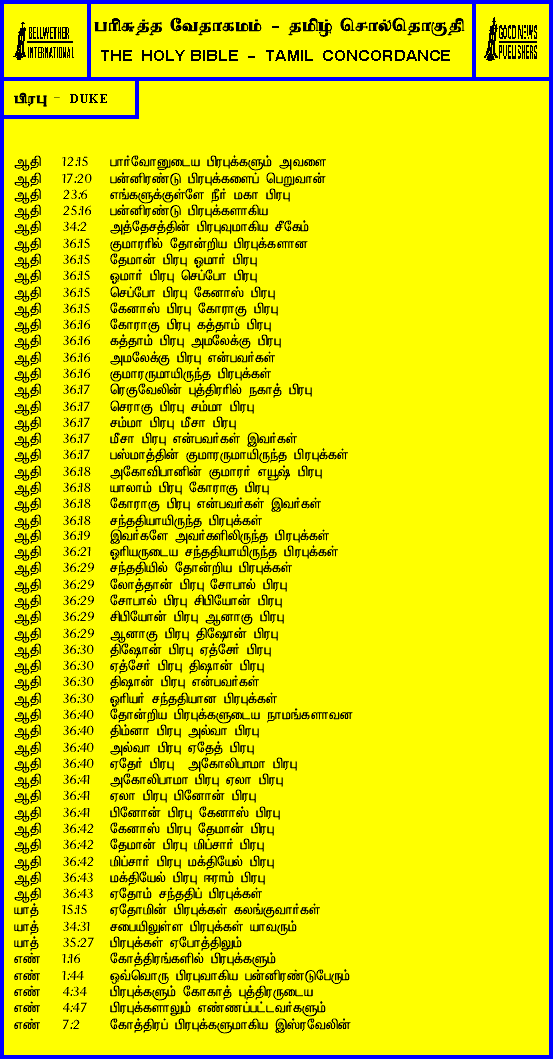 BELLWETHER
INTERNATIONAL
பரிசுத்த வேதாகமம் - தமிழ் சொல்தொகுதி
THE HOLY BIBLE - TAMIL CONCORDANCE
GOOD NEWS
PUBLISHERS
பிரபு - DUKE
ஆதி 12:15 பார்வோனுடைய பிரபுக்களும் அவளை
ஆதி 17:20 பன்னிரண்டு பிரபுக்களைப் பெறுவான்
ஆதி 23:6 எங்களுக்குள்ளே நீர் மகா பிரபு
ஆதி 25:16 பன்னிரண்டு பிரபுக்களாகிய
ஆதி 34:2 அத்தேசத்தின் பிரபுவுமாகிய சீகேம்
ஆதி 36:15 குமாரரில் தோன்றிய பிரபுக்களான
ஆதி 36:15 தேமான் பிரபு ஓமார் பிரபு
ஆதி 36:15 ஓமார் பிரபு செப்போ பிரபு
ஆதி 36:15 செப்போ பிரபு கேனாஸ் பிரபு
ஆதி 36:15 கேனாஸ் பிரபு கோராகு பிரபு
ஆதி 36:16 கோராகு பிரபு கத்தாம் பிரபு
ஆதி 36:16 கத்தாம் பிரபு அமலேக்கு பிரபு
ஆதி 36:16 அமலேக்கு பிரபு என்பவர்கள்
ஆதி 36:16 குமாரருமாயிருந்த பிரபுக்கள்
ஆதி 36:17 ரெகுவேலின் புத்திரரில் நகாத் பிரபு
ஆதி 36:17 செராகு பிரபு சம்மா பிரபு
ஆதி 36:17 சம்மா பிரபு மீசா பிரபு
ஆதி 36:17 மீசா பிரபு என்பவர்கள் இவர்கள்
ஆதி 36:17 பஸ்மாத்தின் குமாரருமாயிருந்த பிரபுக்கள்
ஆதி 36:18 அகோலிபானின் குமாரர் எயூஷ் பிரபு
ஆதி 36:18 யாலாம் பிரபு கோராகு பிரபு
ஆதி 36:18 கோராகு பிரபு என்பவர்கள் இவர்கள்
ஆதி 36:18 சந்ததியாயிருந்த பிரபுக்கள்
ஆதி 36:19 இவர்களே அவர்களிலிருந்த பிரபுக்கள்
ஆதி 36:21 ஓரியருடைய சந்ததியாயிருந்த பிரபுக்கள்
ஆதி 36:29 சந்ததியில் தோன்றிய பிரபுக்கள்
ஆதி 36:29 லோத்தான் பிரபு சோபால் பிரபு
ஆதி 36:29 சோபால் பிரபு சிபியோன் பிரபு
ஆதி 36:29 சிபியோன் பிரபு ஆனாகு பிரபு
ஆதி 36:29 ஆனாகு பிரபு திஷோன் பிரபு
ஆதி 36:30 திஷோன் பிரபு ஏத்சேர் பிரபு
ஆதி 36:30 ஏத்சேர் பிரபு திஷான் பிரபு
ஆதி 36:30 திஷான் பிரபு என்பவர்கள்
ஆதி 36:30 ஓரியர் சந்ததியான பிரபுக்கள்
ஆதி 36:40 தோன்றிய பிரபுக்களுடைய நாமங்களாவன
ஆதி 36:40 திம்னா பிரபு அல்வா பிரபு
ஆதி 36:40 அல்வா பிரபு ஏதேத் பிரபு
ஆதி 36:40 ஏதேர் பிரபு அகோலிபாமா பிரபு
ஆதி 36:41 அகோலிபாமா பிரபு ஏலா பிரபு
ஆதி 36:41 ஏலா பிரபு பினோன் பிரபு
ஆதி 36:41 பினோன் பிரபு கேனாஸ் பிரபு
ஆதி 36:42 கேனாஸ் பிரபு தேமான் பிரபு
ஆதி 36:42 தேமான் பிரபு மிப்சார் பிரபு
ஆதி 36:42 மிப்சார் பிரபு மக்தியேல் பிரபு
ஆதி 36:43 மக்தியேல் பிரபு ஈராம் பிரபு
ஆதி 36:43 ஏதோம் சந்ததிப் பிரபுக்கள்
யாத் 15:15 ஏதோமின் பிரபுக்கள் கலங்குவார்கள்
யாத் 34:31 சபையிலுள்ள பிரபுக்கள் யாவரும்
யாத் 35:27 பிரபுக்கள் ஏபோத்திலும்
எண் 1:16 கோத்திரங்களில் பிரபுக்களும்
எண் 1:44 ஒவ்வொரு பிரபுவாகிய பன்னிரண்டுபேரும்
எண் 4:34 பிரபுக்களும் கோகாத் புத்திரருடைய
எண் 4:47 பிரபுக்களாலும் எண்ணப்பட்டவர்களும்
எண் 7:2 கோத்திரப் பிரபுக்களுமாகிய இஸ்ரவேலின்